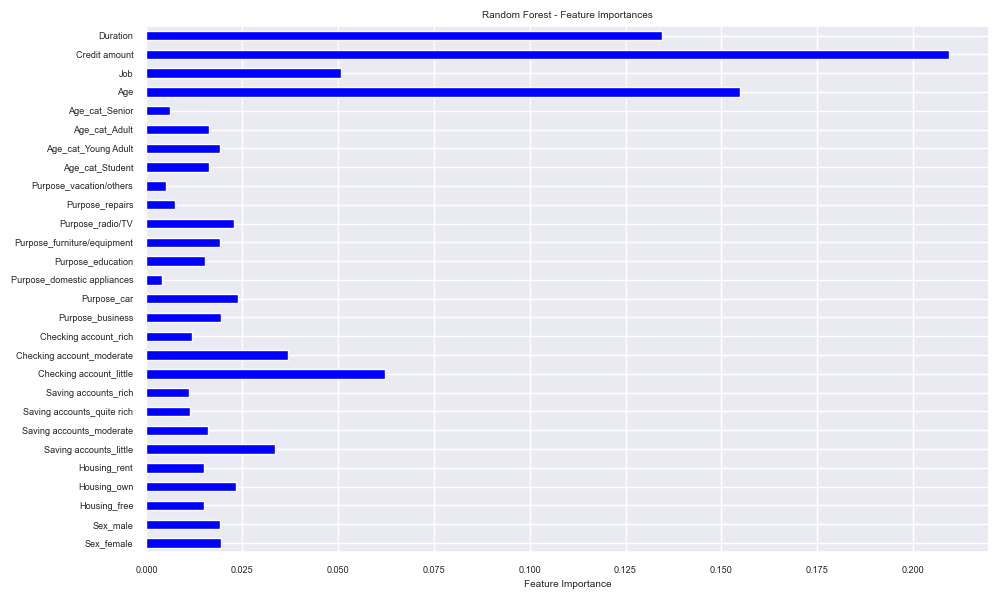 Random Forest - Feature Importances
Duration
Credit amount
Job
Age
Age_cat_Senior
Age_cat_Adult
Age_cat_Young Adult
Age_cat_Student
Purpose_vacation/others
Purpose_repairs
Purpose_radio/TV
Purpose_furniture/equipment
Purpose_education
Purpose_domestic appliances
Purpose_car
Purpose_business
Checking account_rich
Checking account_moderate
Checking account_little
Saving accounts_rich
Saving accounts_quite rich
Saving accounts_moderate
Saving accounts_little
Housing_rent
Housing_own
Housing_free
Sex_male
Sex_female
0.000 0.025 0.050 0.075 0.100 0.125 0.150 0.175 0.200
Feature Importance